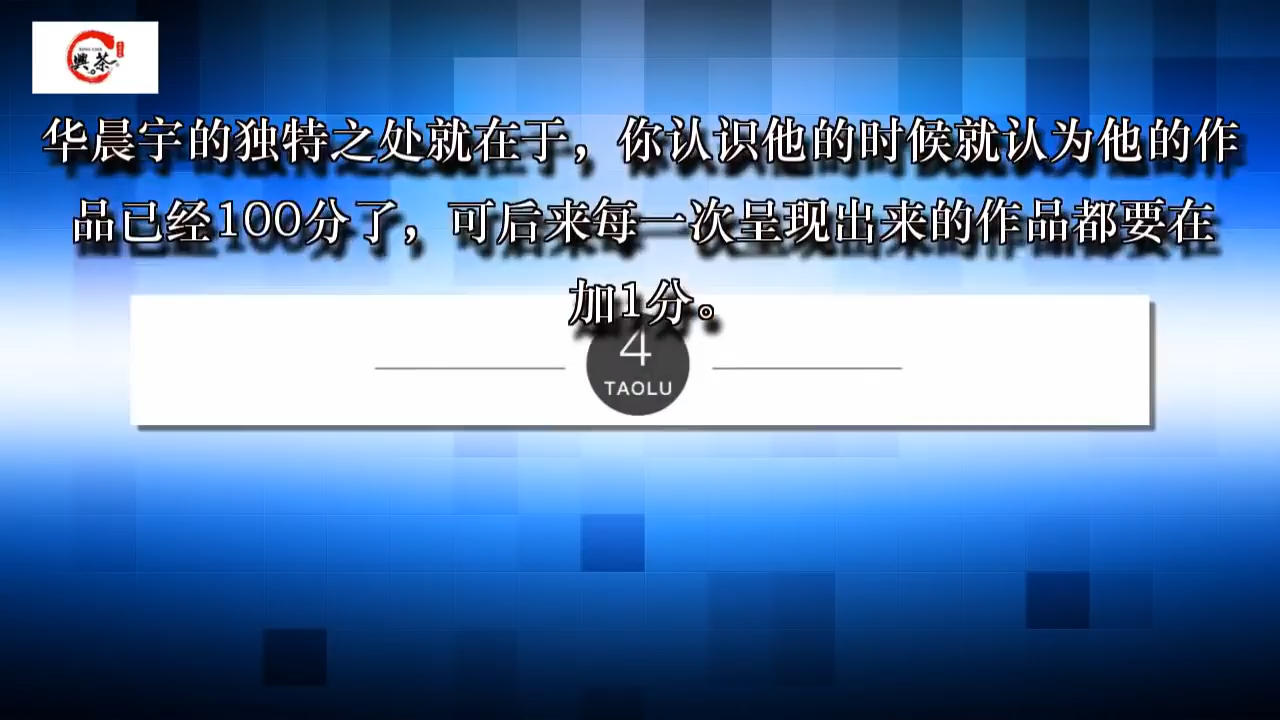 興茶
华晨宇的独特之处就在于，你认识他的时候就认为他的作
品已经100分了，可后来每一次呈现出来的作品都要在
加1分。
4
TAOLU